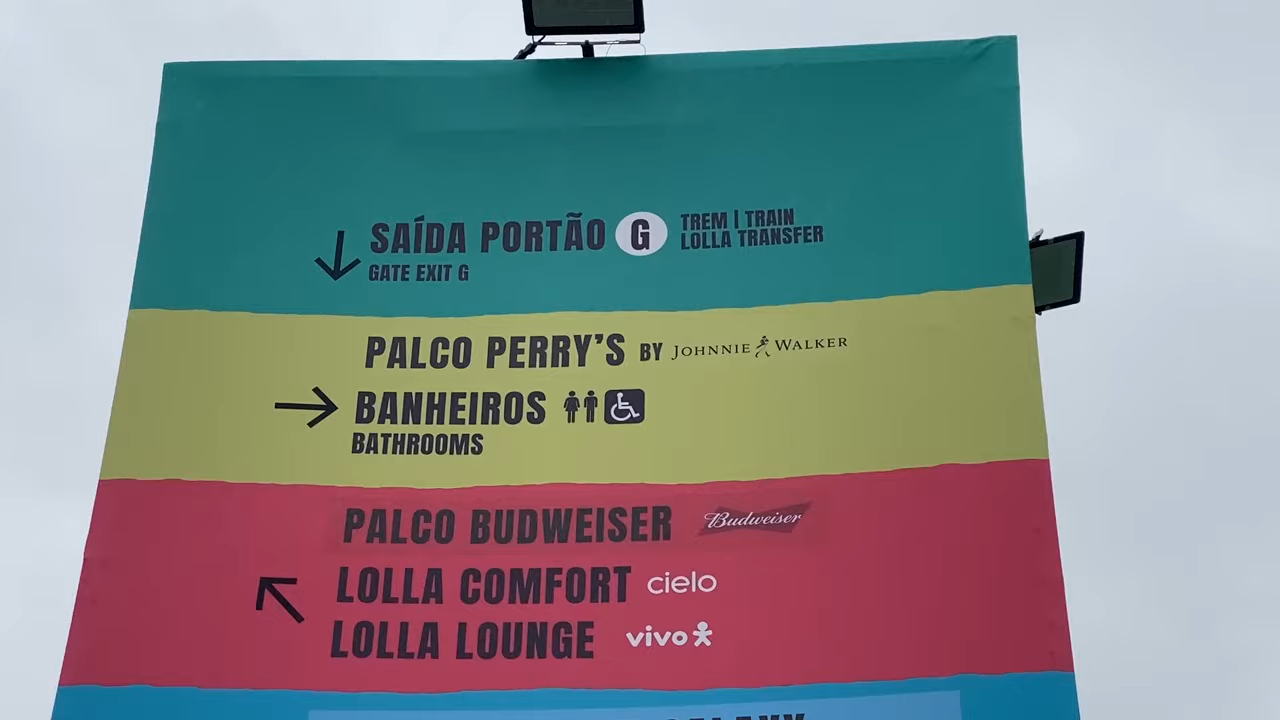 SAÍDA PORTÃO G TREM | TRAIN
LOLLA TRANSFER
GATE EXIT G
PALCO PERRY'S BY JOHNNIE WALKER
BANHEIROS
BATHROOMS
PALCO BUDWEISER Budweiser
LOLLA COMFORT cielo
LOLLA LOUNGE vivo